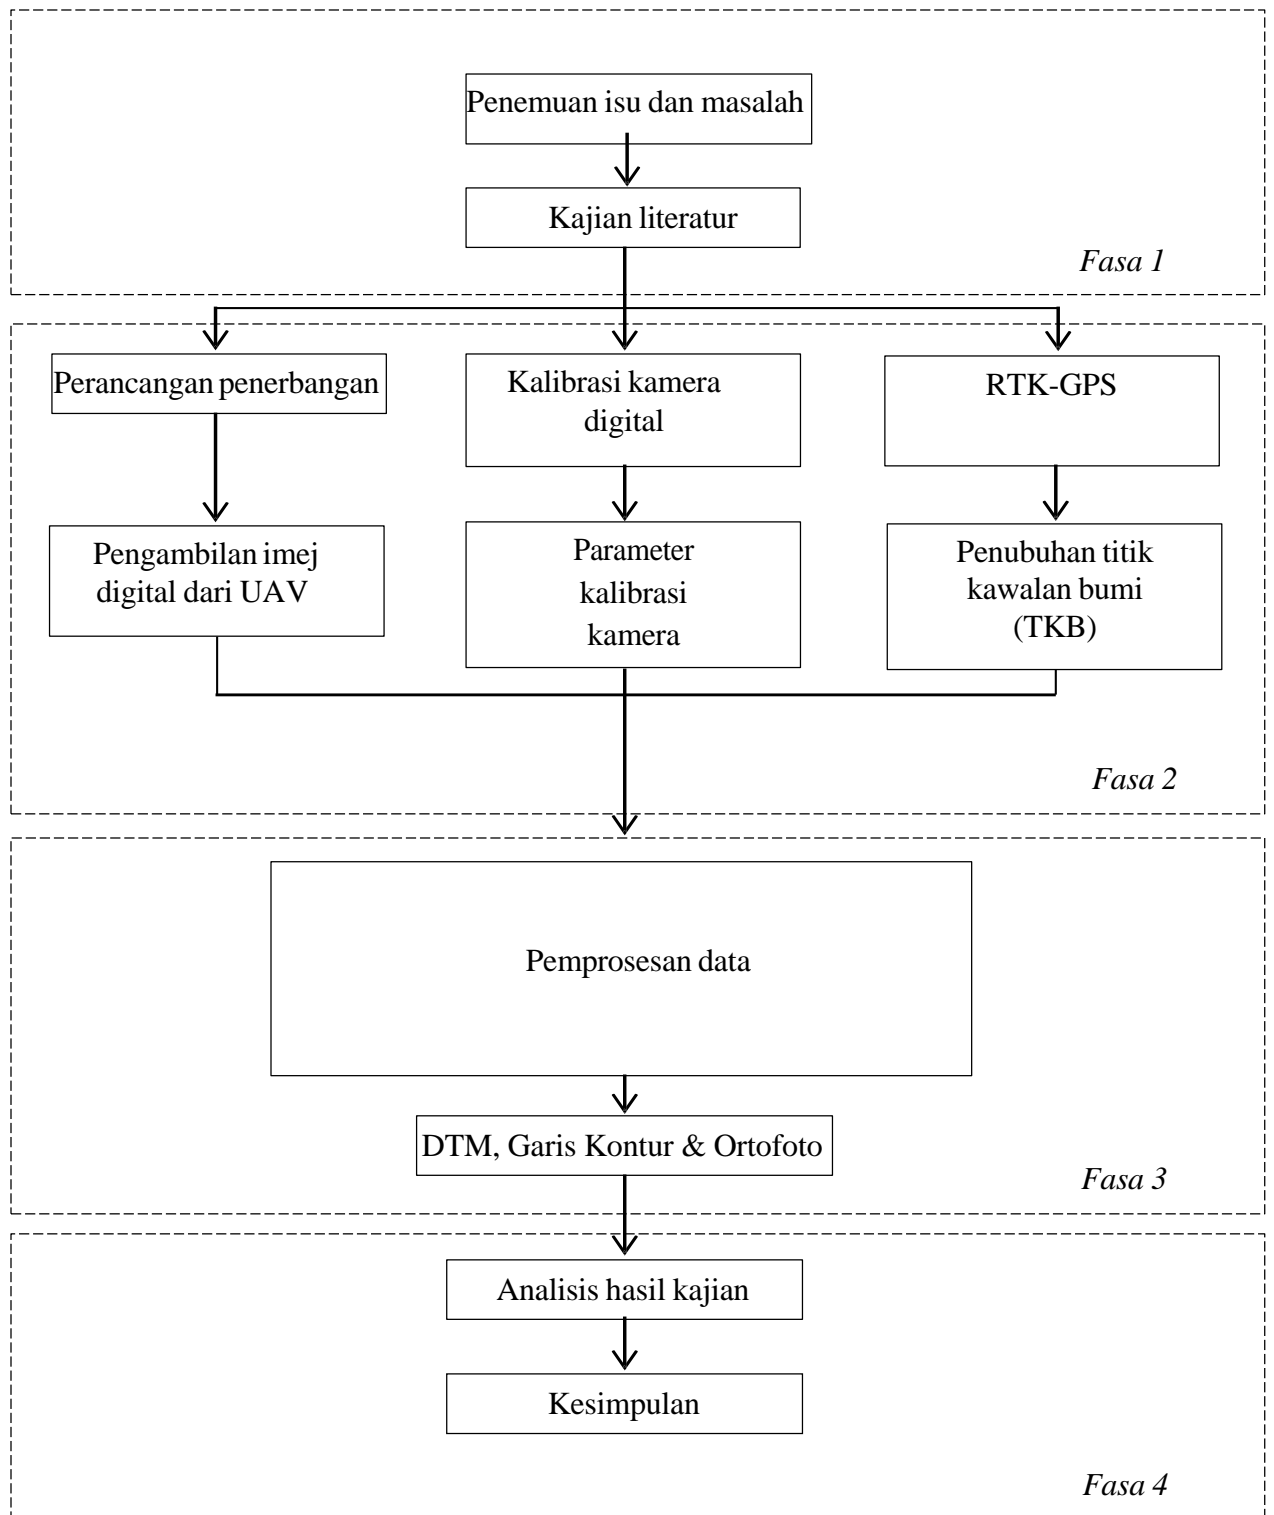 Penemuan isu dan masalah
Kajian literatur
Fasa 1
Perancangan penerbangan
Kalibrasi kamera
digital
RTK-GPS
Pengambilan imej
digital dari UAV
Parameter
kalibrasi
kamera
Penubuhan titik
kawalan bumi
(TKB)
Fasa 2
Pemprosesan data
DTM, Garis Kontur & Ortofoto
Fasa 3
Analisis hasil kajian
Kesimpulan
Fasa 4